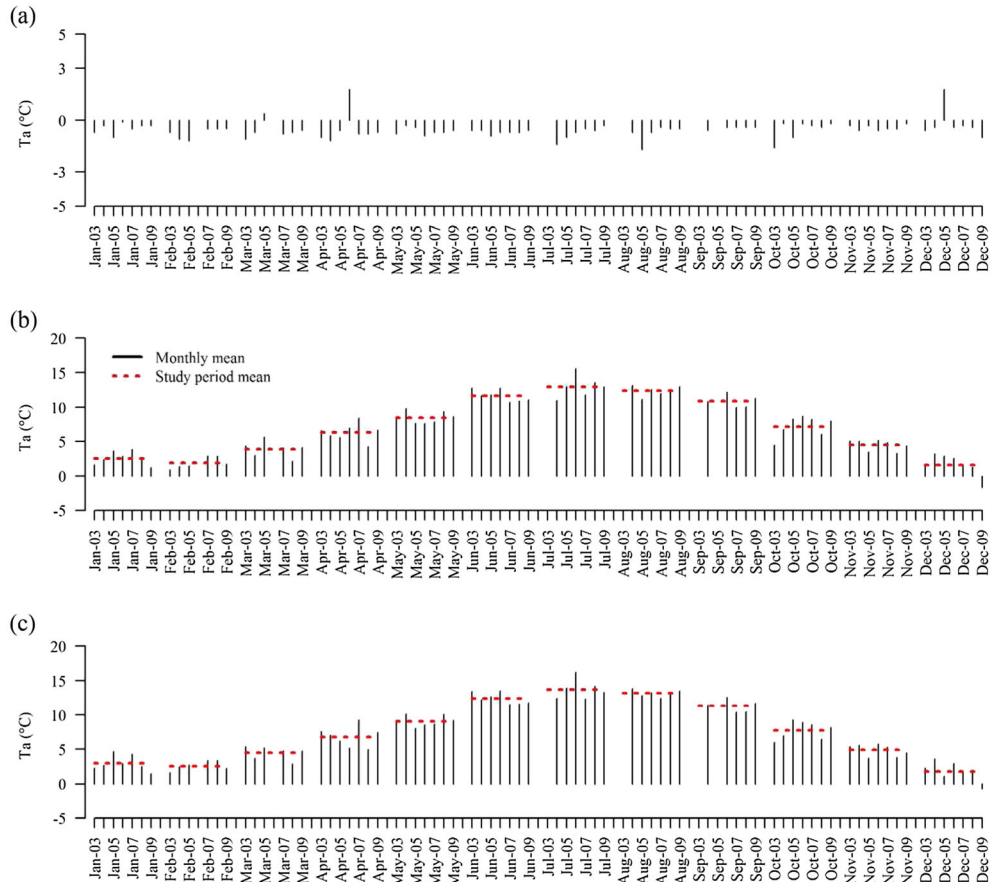 (a)
5
3
0
-3
-5
Ta (°C)
Jan-03 Jan-05 Jan-07 Jan-09 Feb-03 Feb-05 Feb-07 Feb-09 Mar-03 Mar-05 Mar-07 Mar-09 Apr-03 Apr-05 Apr-07 Apr-09 May-03 May-05 May-07 May-09 Jun-03 Jun-05 Jun-07 Jun-09 Jul-03 Jul-05 Jul-07 Jul-09 Aug-03 Aug-05 Aug-07 Aug-09 Sep-03 Sep-05 Sep-07 Sep-09 Oct-03 Oct-05 Oct-07 Oct-09 Nov-03 Nov-05 Nov-07 Nov-09 Dec-03 Dec-05 Dec-07 Dec-09
(b)
20
15
10
5
0
-5
Ta (°C)
Monthly mean
Study period mean
Jan-03 Jan-05 Jan-07 Jan-09 Feb-03 Feb-05 Feb-07 Feb-09 Mar-03 Mar-05 Mar-07 Mar-09 Apr-03 Apr-05 Apr-07 Apr-09 May-03 May-05 May-07 May-09 Jun-03 Jun-05 Jun-07 Jun-09 Jul-03 Jul-05 Jul-07 Jul-09 Aug-03 Aug-05 Aug-07 Aug-09 Sep-03 Sep-05 Sep-07 Sep-09 Oct-03 Oct-05 Oct-07 Oct-09 Nov-03 Nov-05 Nov-07 Nov-09 Dec-03 Dec-05 Dec-07 Dec-09
(c)
20
15
10
5
0
-5
Ta (°C)
Jan-03 Jan-05 Jan-07 Jan-09 Feb-03 Feb-05 Feb-07 Feb-09 Mar-03 Mar-05 Mar-07 Mar-09 Apr-03 Apr-05 Apr-07 Apr-09 May-03 May-05 May-07 May-09 Jun-03 Jun-05 Jun-07 Jun-09 Jul-03 Jul-05 Jul-07 Jul-09 Aug-03 Aug-05 Aug-07 Aug-09 Sep-03 Sep-05 Sep-07 Sep-09 Oct-03 Oct-05 Oct-07 Oct-09 Nov-03 Nov-05 Nov-07 Nov-09 Dec-03 Dec-05 Dec-07 Dec-09